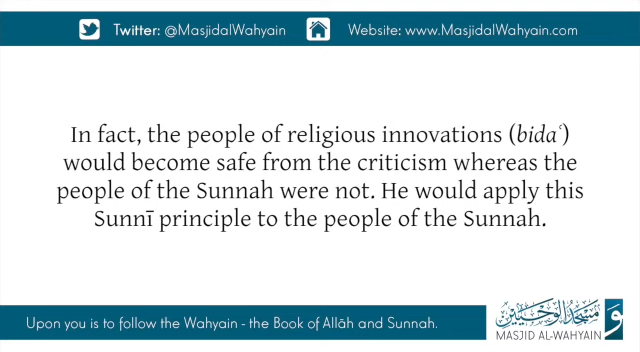 Twitter: @MasjidalWahyain Website: www.MasjidalWahyain.com
In fact, the people of religious innovations (bidaʿ)
would become safe from the criticism whereas the
people of the Sunnah were not. He would apply this
Sunnī principle to the people of the Sunnah.
Upon you is to follow the Wahyain - the Book of Allāh and Sunnah.
مسجد الوحيين
MASJID AL-WAHYAIN
و